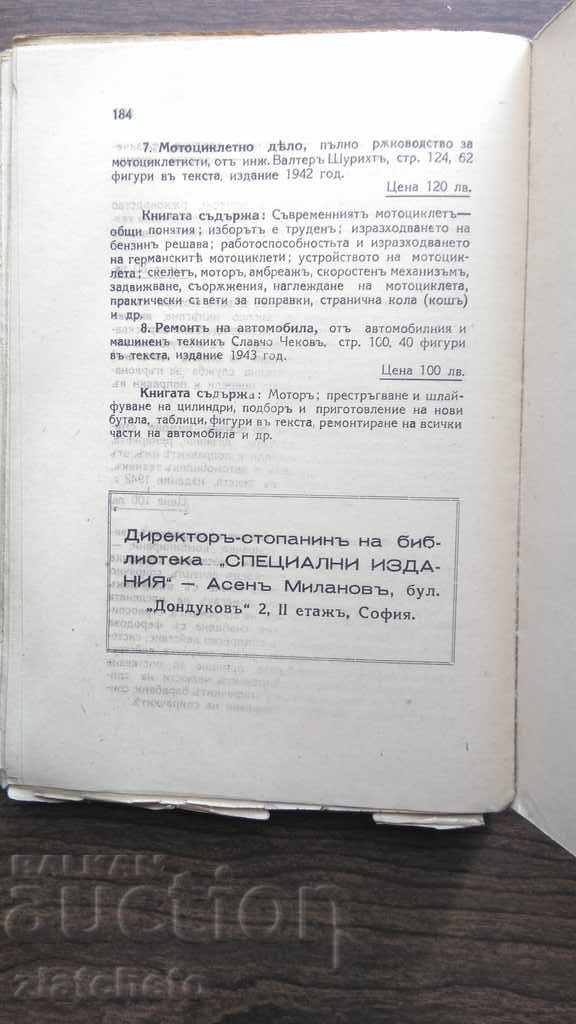 184
7. Мотоциклетно дѣло, пълно ржководство за
мотоциклетисти, отъ инж. Валтеръ Шурихтъ, стр. 124, 62
фигури въ текста, издание 1942 год.
Цена 120 лв.
Книгата съдържа: Съвременниятъ мотоциклетъ—
общи понятия; изборътъ е труденъ; изразходването на
бензинъ решава; работоспособностьта и изразходването
на германскитѣ мотоциклети; устройството на мотоцик-
лета; скелетъ, моторъ, амбреажъ, скоростенъ механизъмъ,
задвижване, съоржения, наглеждане на мотоциклета,
практически съвети за поправки, странична кола (кошъ)
и др.
8. Ремонтъ на автомобила, отъ автомобилния и
машиненъ техникъ Славчо Чековъ, стр. 100, 40 фигури
въ текста, издание 1943 год.
Цена 100 лв.
Книгата съдържа: Моторъ; престръгване и шлай-
фуване на цилиндри, подборъ и приготовление на нови
бутала, таблици, фигури въ текста, ремонтиране на всички
части на автомобила и др.
Директоръ-стопанинъ на биб-
лиотека „СПЕЦИАЛНИ ИЗДА-
НИЯ" — Асенъ Милановъ, бул.
„Дондуковъ" 2, II етажъ, София.
BALKAN
auction
zlatcheto